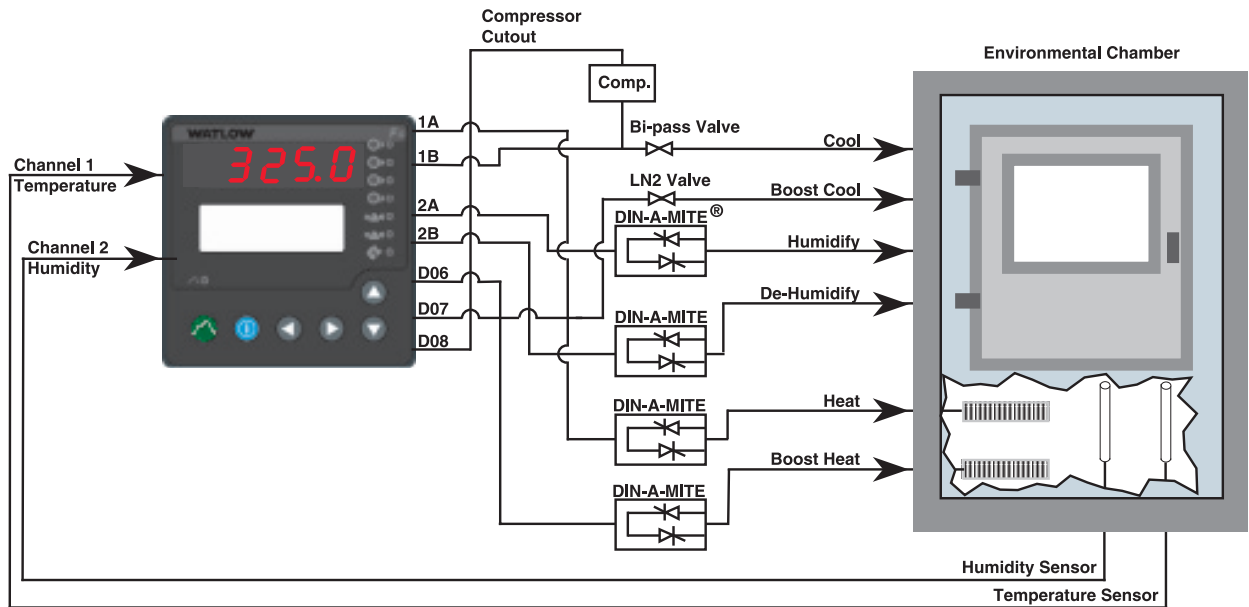 Compressor
Cutout
Environmental Chamber
Comp.
WATLOW
F4
325.0
1A
1B
2A
2B
D06
D07
D08
Channel 1
Temperature
Channel 2
Humidity
Bi-pass Valve
Cool
LN2 Valve
Boost Cool
DIN-A-MITE®
Humidify
De-Humidify
DIN-A-MITE
DIN-A-MITE
Heat
Boost Heat
DIN-A-MITE
Humidity Sensor
Temperature Sensor